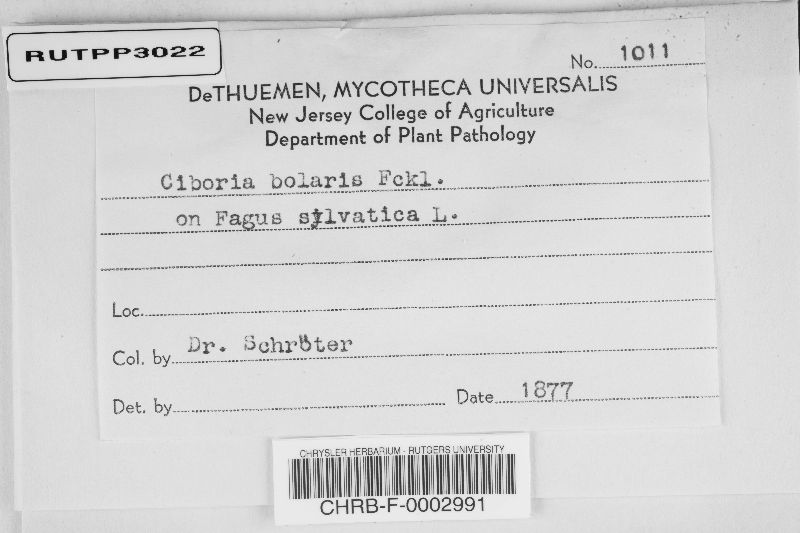 RUTPP3022
No. 1011
DeTHUEMEN, MYCOTHECA UNIVERSALIS
New Jersey College of Agriculture
Department of Plant Pathology
Ciboria bolaris Fckl.
on Fagus sylvatica L.
Loc.
Col. by Dr. Schröter
Det. by Date 1877
CHRYSLER HERBARIUM - RUTGERS UNIVERSITY
CHRB-F-0002991